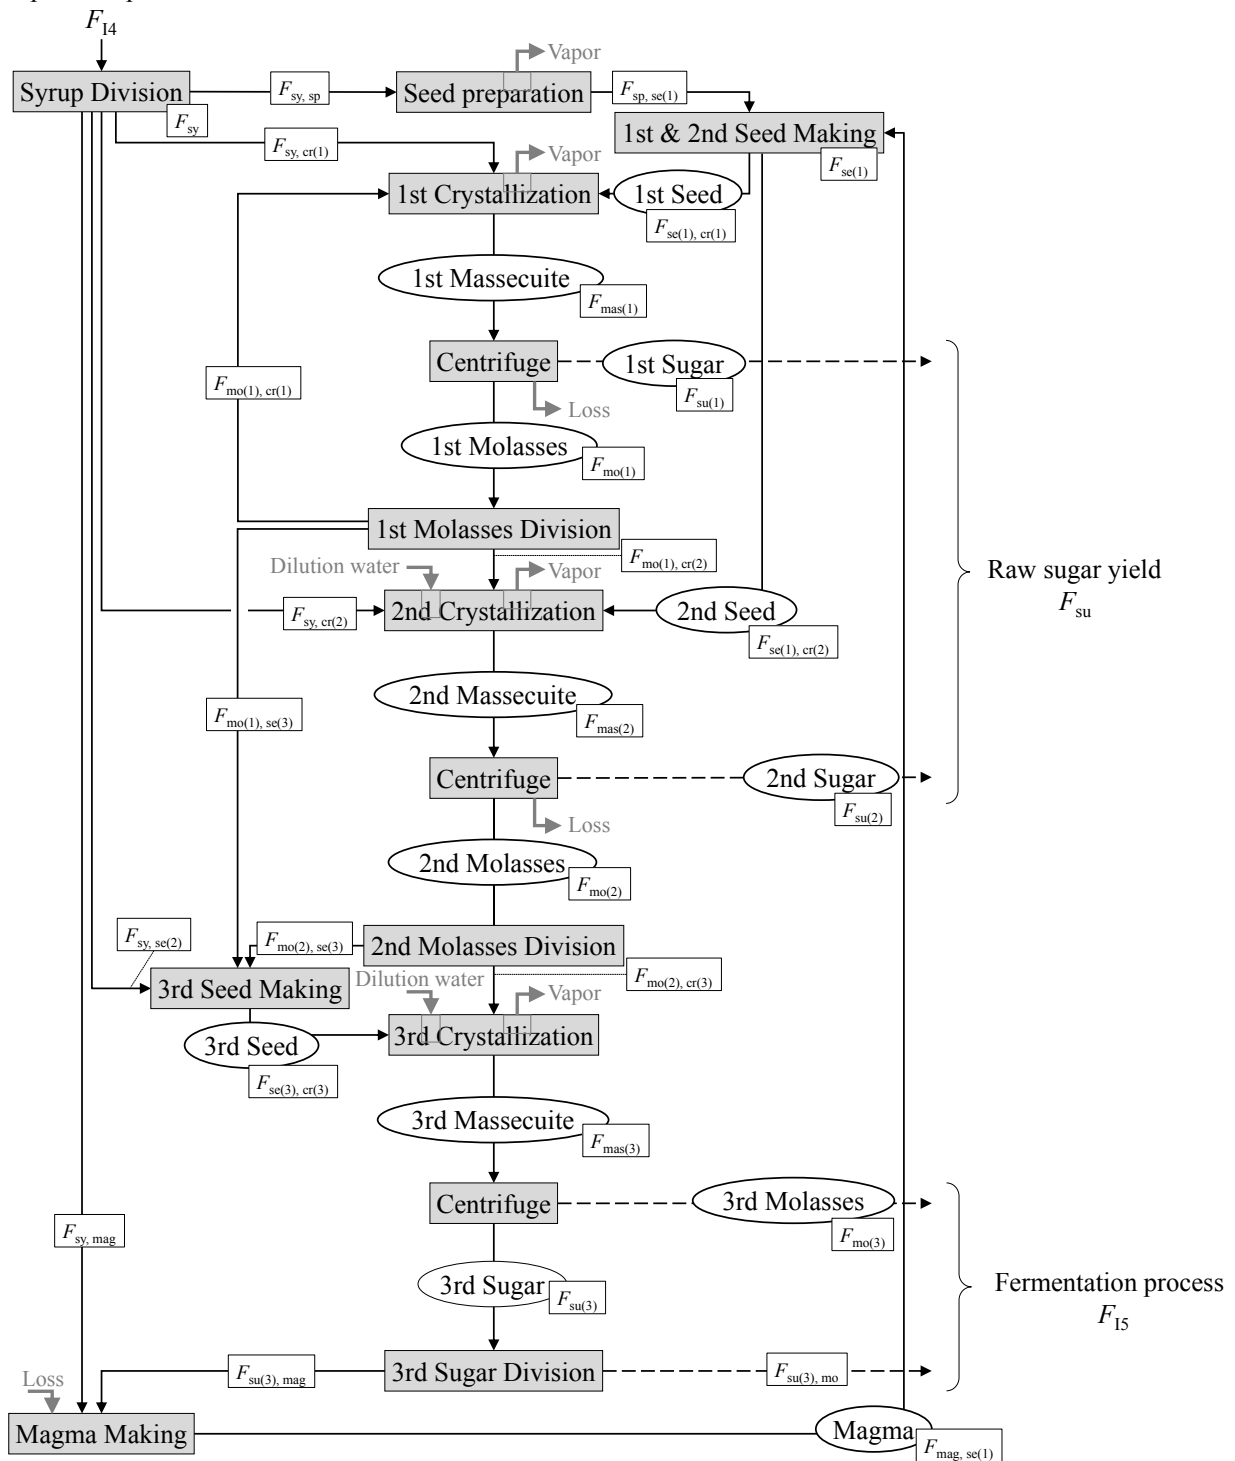 F_I4
Vapor
Syrup Division
F_sy, sp
Seed preparation
F_sp, se(1)
F_sy
1st & 2nd Seed Making
F_sy, cr(1)
Vapor
F_se(1)
1st Crystallization
1st Seed
F_se(1), cr(1)
1st Massecuite
F_mas(1)
Centrifuge
1st Sugar
F_mo(1), cr(1)
F_su(1)
Loss
1st Molasses
F_mo(1)
1st Molasses Division
Dilution water
Vapor
F_mo(1), cr(2)
Raw sugar yield
F_su
F_sy, cr(2)
2nd Crystallization
2nd Seed
F_se(1), cr(2)
2nd Massecuite
F_mo(1), se(3)
F_mas(2)
Centrifuge
2nd Sugar
F_su(2)
Loss
2nd Molasses
F_mo(2)
F_sy, se(2)
F_mo(2), se(3)
2nd Molasses Division
3rd Seed Making
Dilution water
Vapor
F_mo(2), cr(3)
3rd Seed
3rd Crystallization
F_se(3), cr(3)
3rd Massecuite
F_mas(3)
Centrifuge
3rd Molasses
F_sy, mag
F_mo(3)
3rd Sugar
F_su(3)
Fermentation process
F_I5
3rd Sugar Division
F_su(3), mag
F_su(3), mo
Loss
Magma Making
Magma
F_mag, se(1)